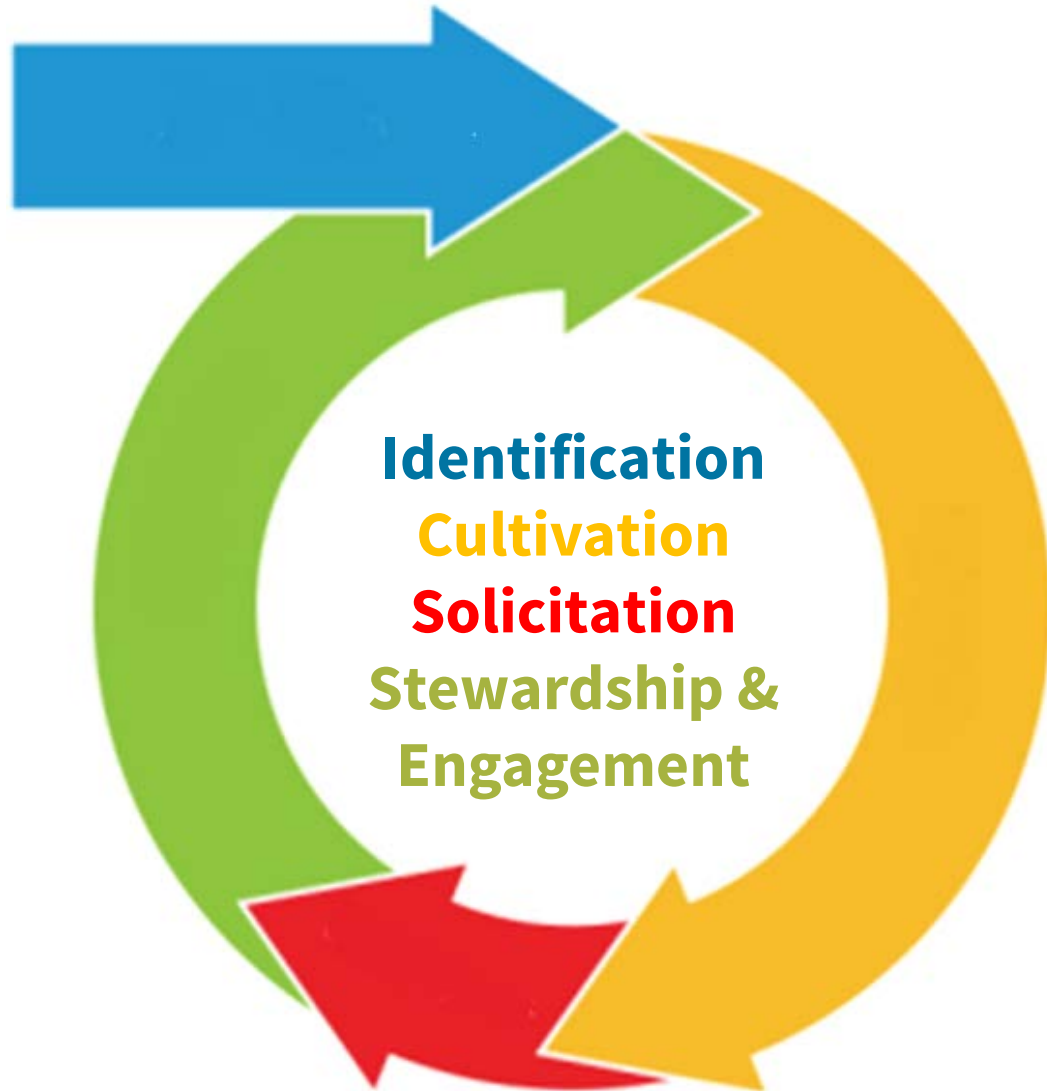 Identification
Cultivation
Solicitation
Stewardship &
Engagement